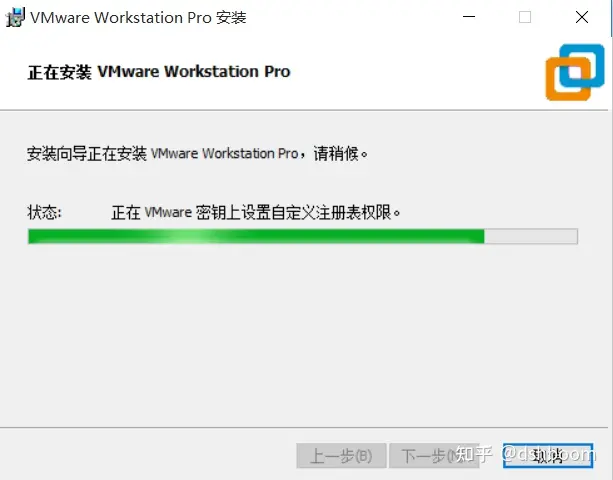 VMware Workstation Pro 安装
正在安装 VMware Workstation Pro
安装向导正在安装 VMware Workstation Pro，请稍候。
状态: 正在 VMware 密钥上设置自定义注册表权限。
上一步(B) 下一步(N) 取消
知乎 @dshboom